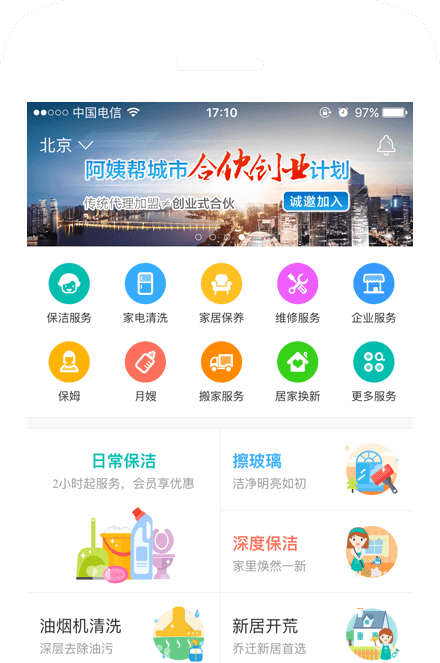 中国电信 17:10 97%
北京
阿姨帮城市合伙创业计划
传统代理加盟≠创业式合伙 诚邀加入
保洁服务 家电清洗 家居保养 维修服务 企业服务
保姆 月嫂 搬家服务 居家换新 更多服务
日常保洁
2小时起服务，会员享优惠
擦玻璃
洁净明亮如初
深度保洁
家里焕然一新
油烟机清洗
深层去除油污
新居开荒
乔迁新居首选